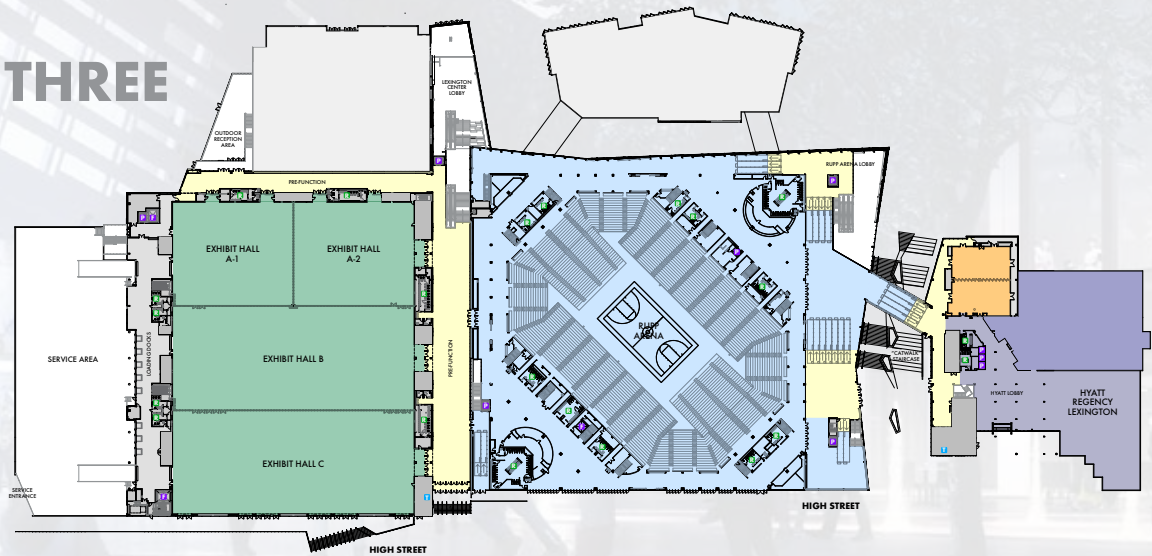 THREE
LEXINGTON
CENTER
LOBBY
OUTDOOR
RECEPTION
AREA
PRE-FUNCTION
RUPP ARENA LOBBY
EXHIBIT HALL
A-1
EXHIBIT HALL
A-2
SERVICE AREA
LOADING DOCKS
EXHIBIT HALL B
PRE-FUNCTION
RUPP
ARENA
"CATWALK"
STAIRCASE
HYATT LOBBY
HYATT
REGENCY
LEXINGTON
EXHIBIT HALL C
SERVICE
ENTRANCE
HIGH STREET
HIGH STREET